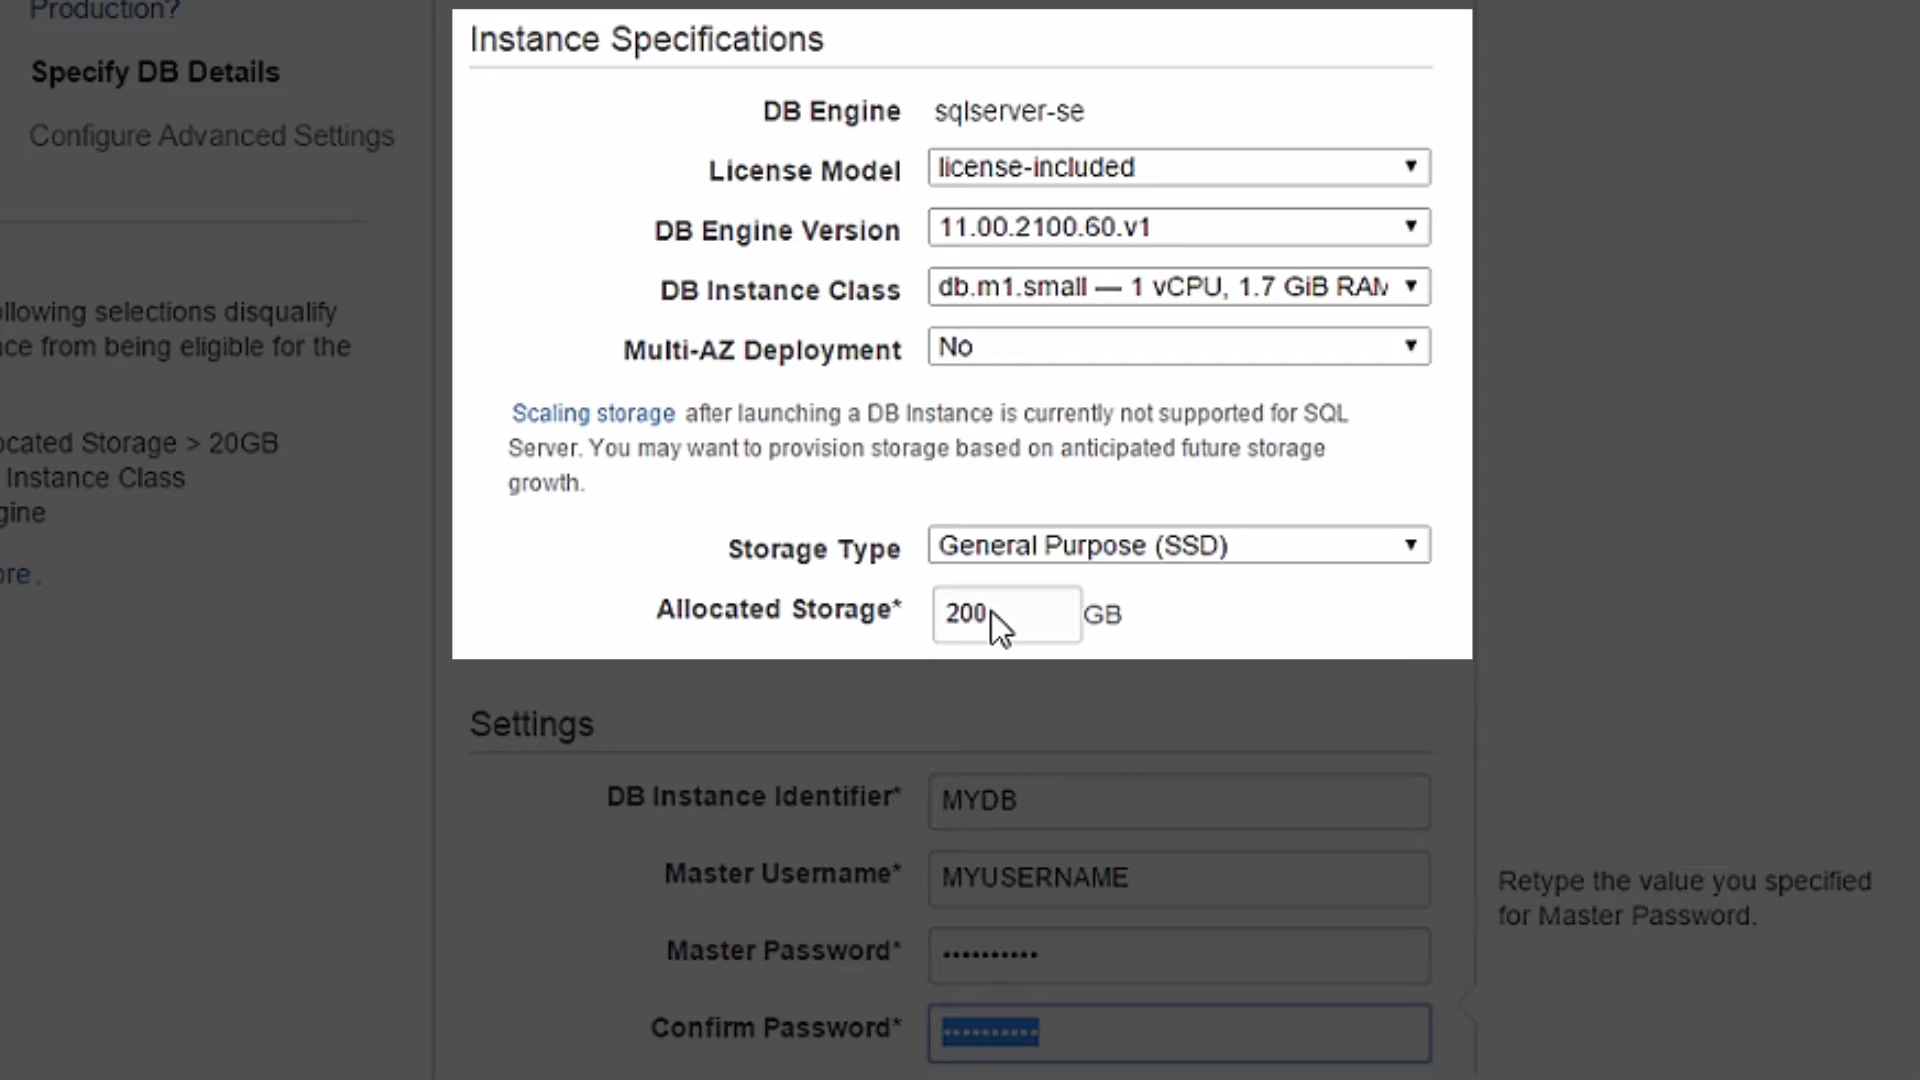 Production?
Specify DB Details
Configure Advanced Settings
llowing selections disqualify
ce from being eligible for the
ocated Storage > 20GB
Instance Class
gine
ore.
Instance Specifications
DB Engine sqlserver-se
License Model license-included
DB Engine Version 11.00.2100.60.v1
DB Instance Class db.m1.small — 1 vCPU, 1.7 GiB RAM
Multi-AZ Deployment No
Scaling storage after launching a DB Instance is currently not supported for SQL
Server. You may want to provision storage based on anticipated future storage
growth.
Storage Type General Purpose (SSD)
Allocated Storage* 200 GB
Settings
DB Instance Identifier* MYDB
Master Username* MYUSERNAME
Master Password* ••••••••••
Confirm Password* ••••••••••
Retype the value you specified
for Master Password.